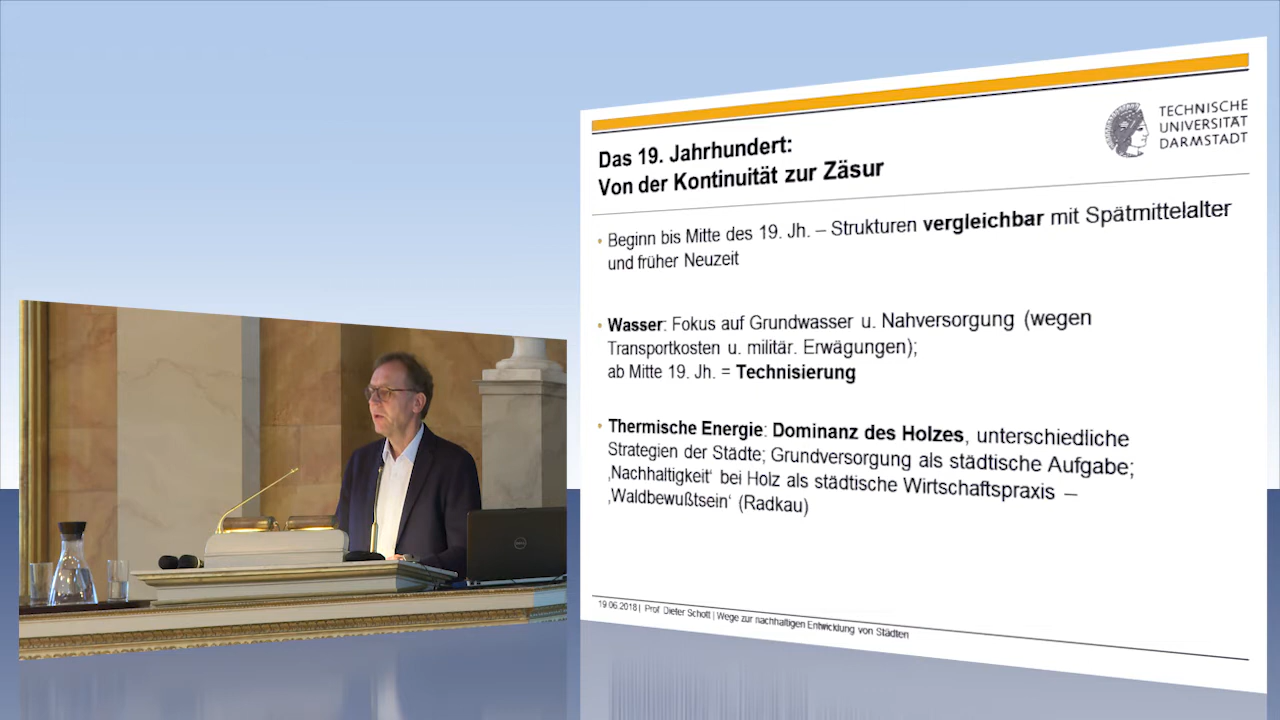 TECHNISCHE
UNIVERSITÄT
DARMSTADT
Das 19. Jahrhundert:
Von der Kontinuität zur Zäsur
• Beginn bis Mitte des 19. Jh. – Strukturen vergleichbar mit Spätmittelalter
und früher Neuzeit
• Wasser: Fokus auf Grundwasser u. Nahversorgung (wegen
Transportkosten u. militär. Erwägungen);
ab Mitte 19. Jh. = Technisierung
• Thermische Energie: Dominanz des Holzes, unterschiedliche
Strategien der Städte; Grundversorgung als städtische Aufgabe;
‚Nachhaltigkeit‘ bei Holz als städtische Wirtschaftspraxis –
‚Waldbewußtsein‘ (Radkau)
19.06.2018 | Prof. Dieter Schott | Wege zur nachhaltigen Entwicklung von Städten
DELL